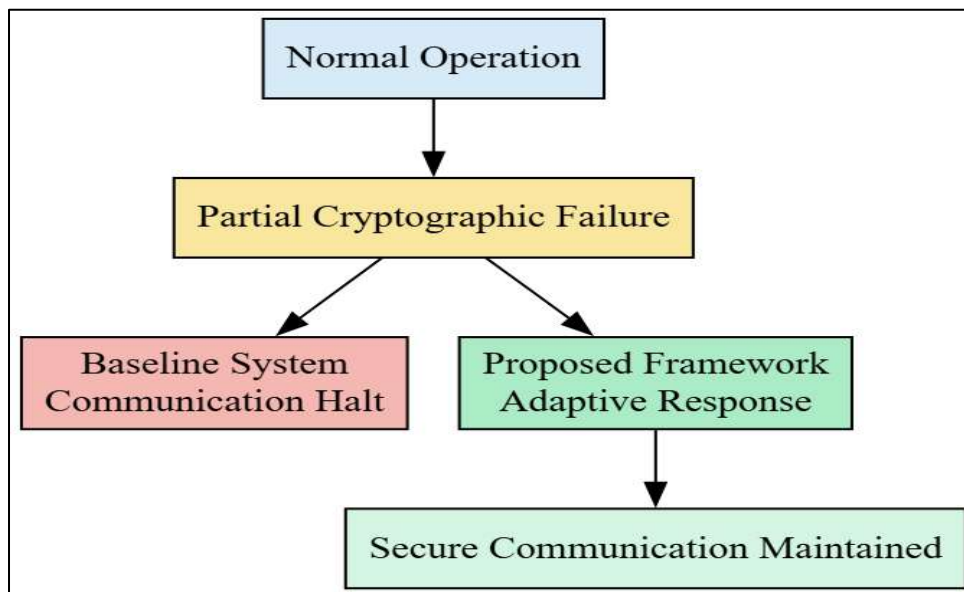 Normal Operation
Partial Cryptographic Failure
Baseline System
Communication Halt
Proposed Framework
Adaptive Response
Secure Communication Maintained